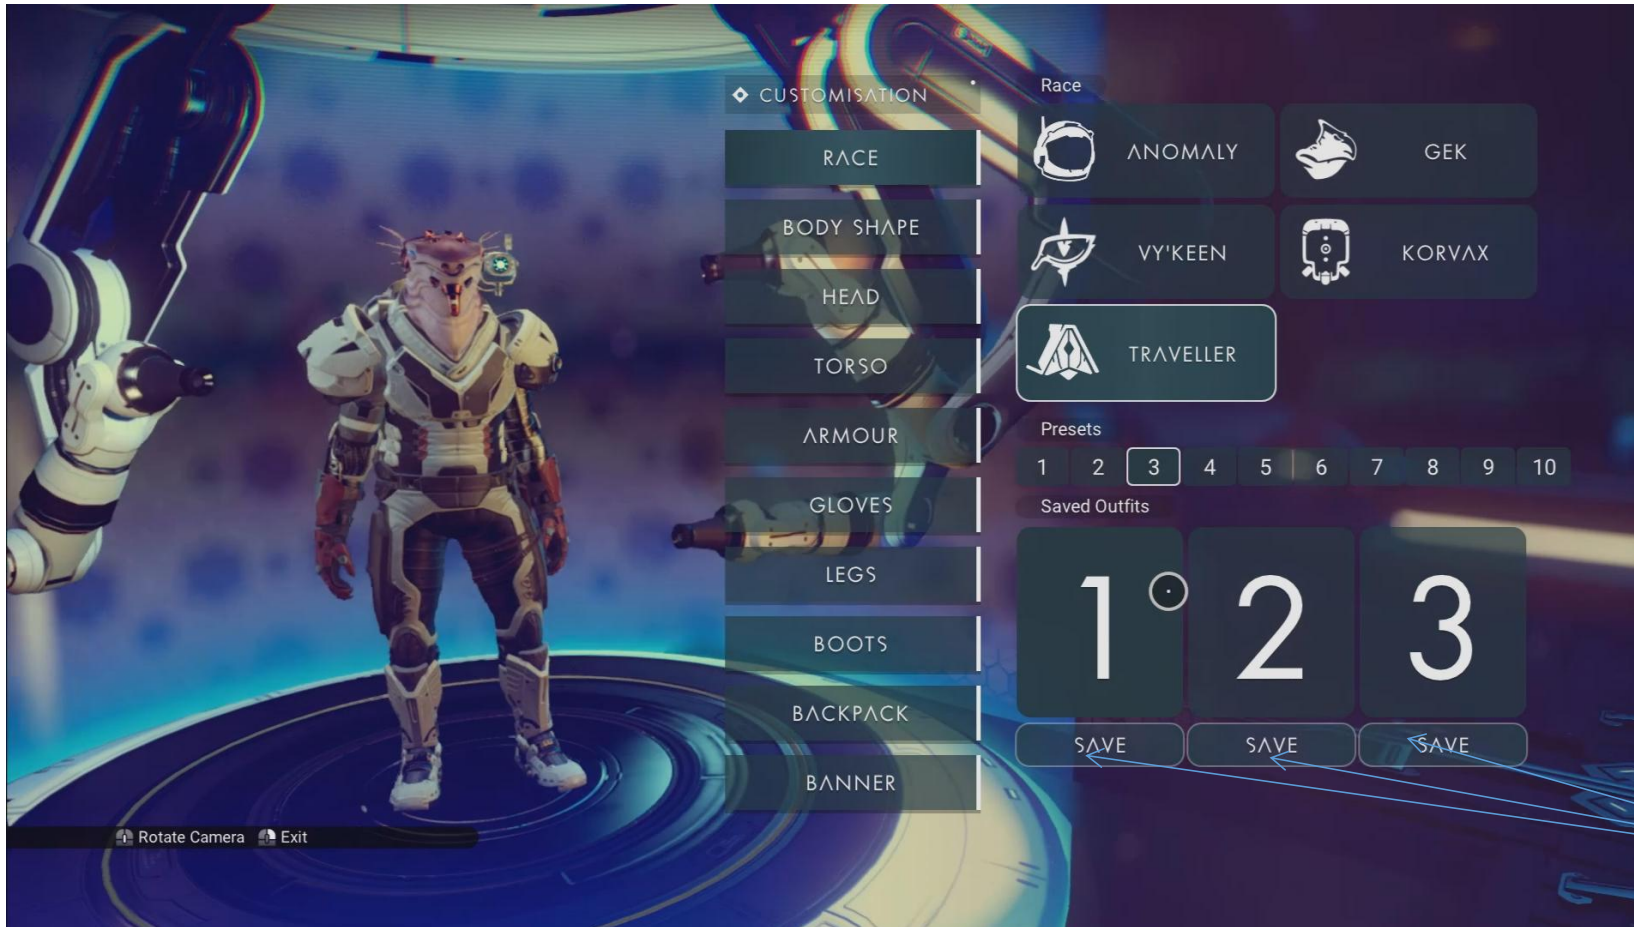 CUSTOMISATION
RACE
BODY SHAPE
HEAD
TORSO
ARMOUR
GLOVES
LEGS
BOOTS
BACKPACK
BANNER
Race
ANOMALY
GEK
VY'KEEN
KORVAX
TRAVELLER
Presets
1 2 3 4 5 6 7 8 9 10
Saved Outfits
1 2 3
SAVE SAVE SAVE
Rotate Camera Exit